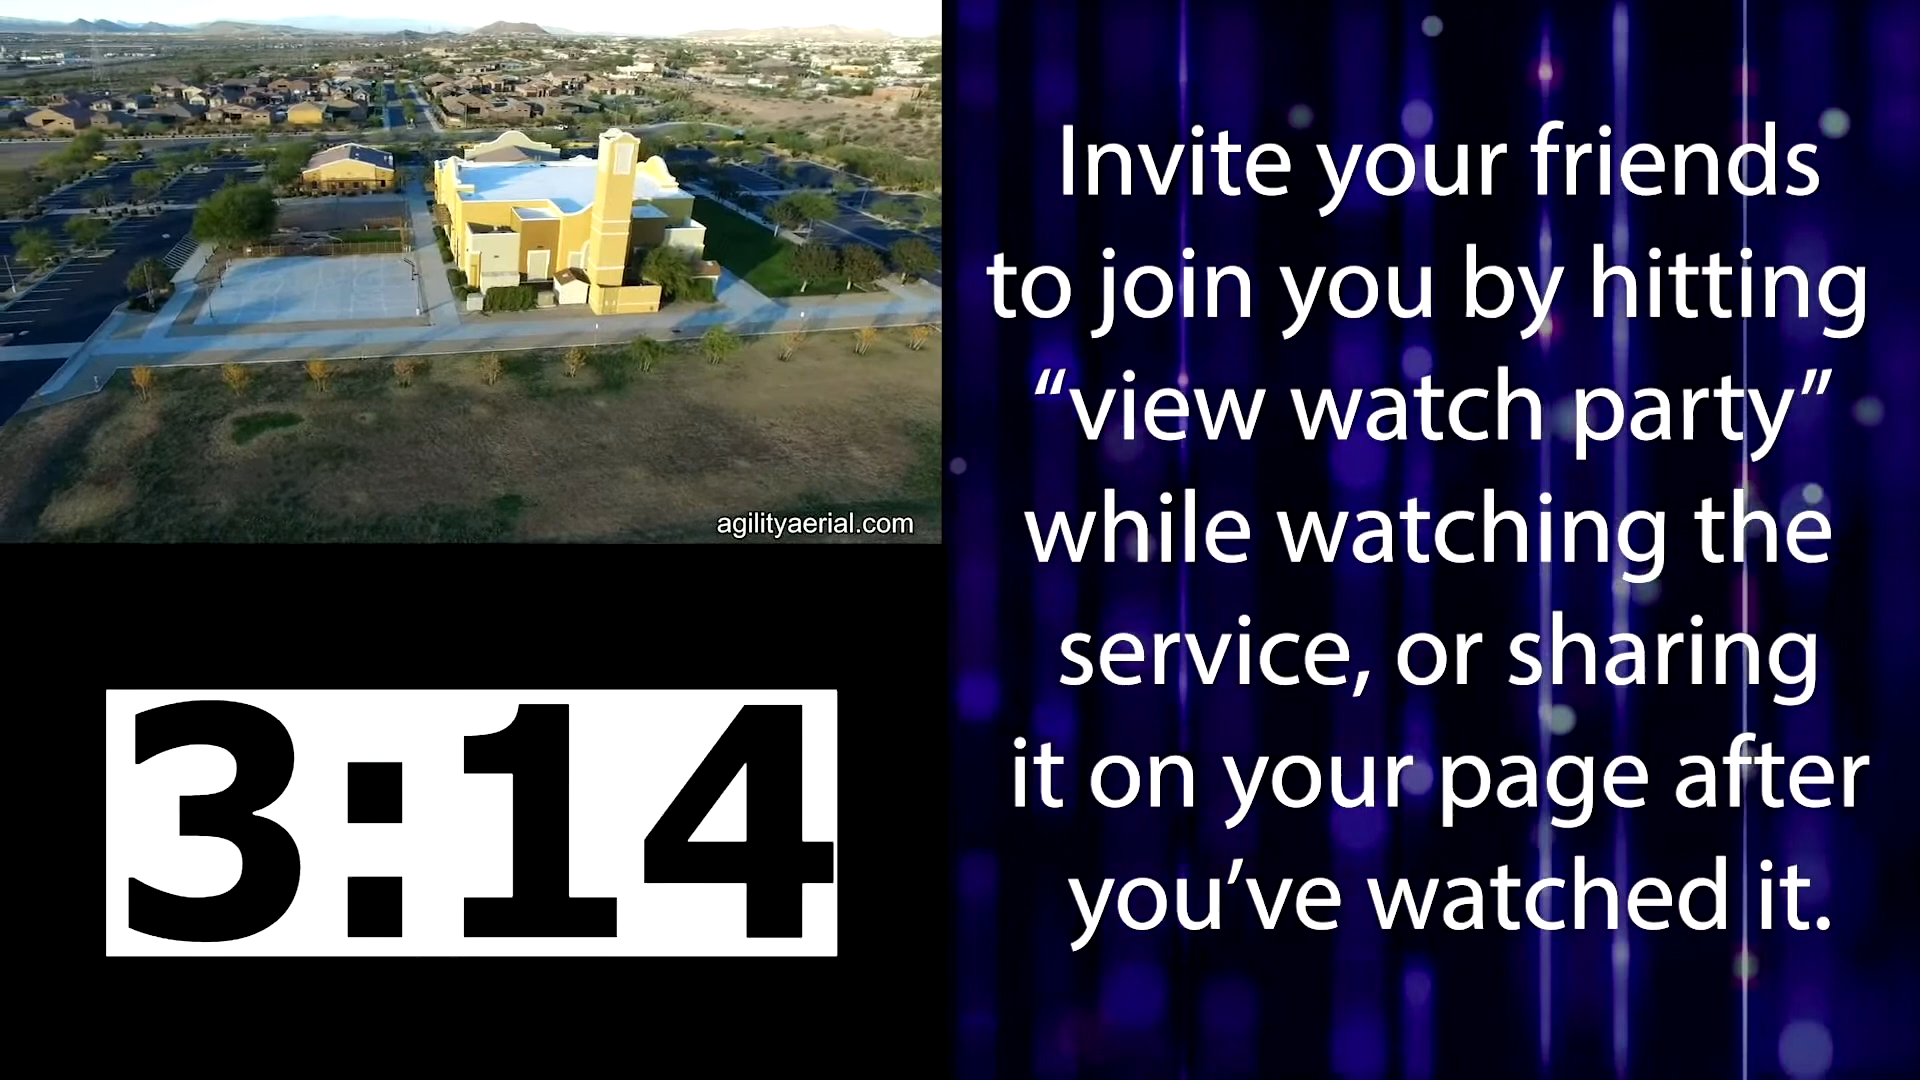 agilityaerial.com
3:14
Invite your friends
to join you by hitting
“view watch party”
while watching the
service, or sharing
it on your page after
you’ve watched it.